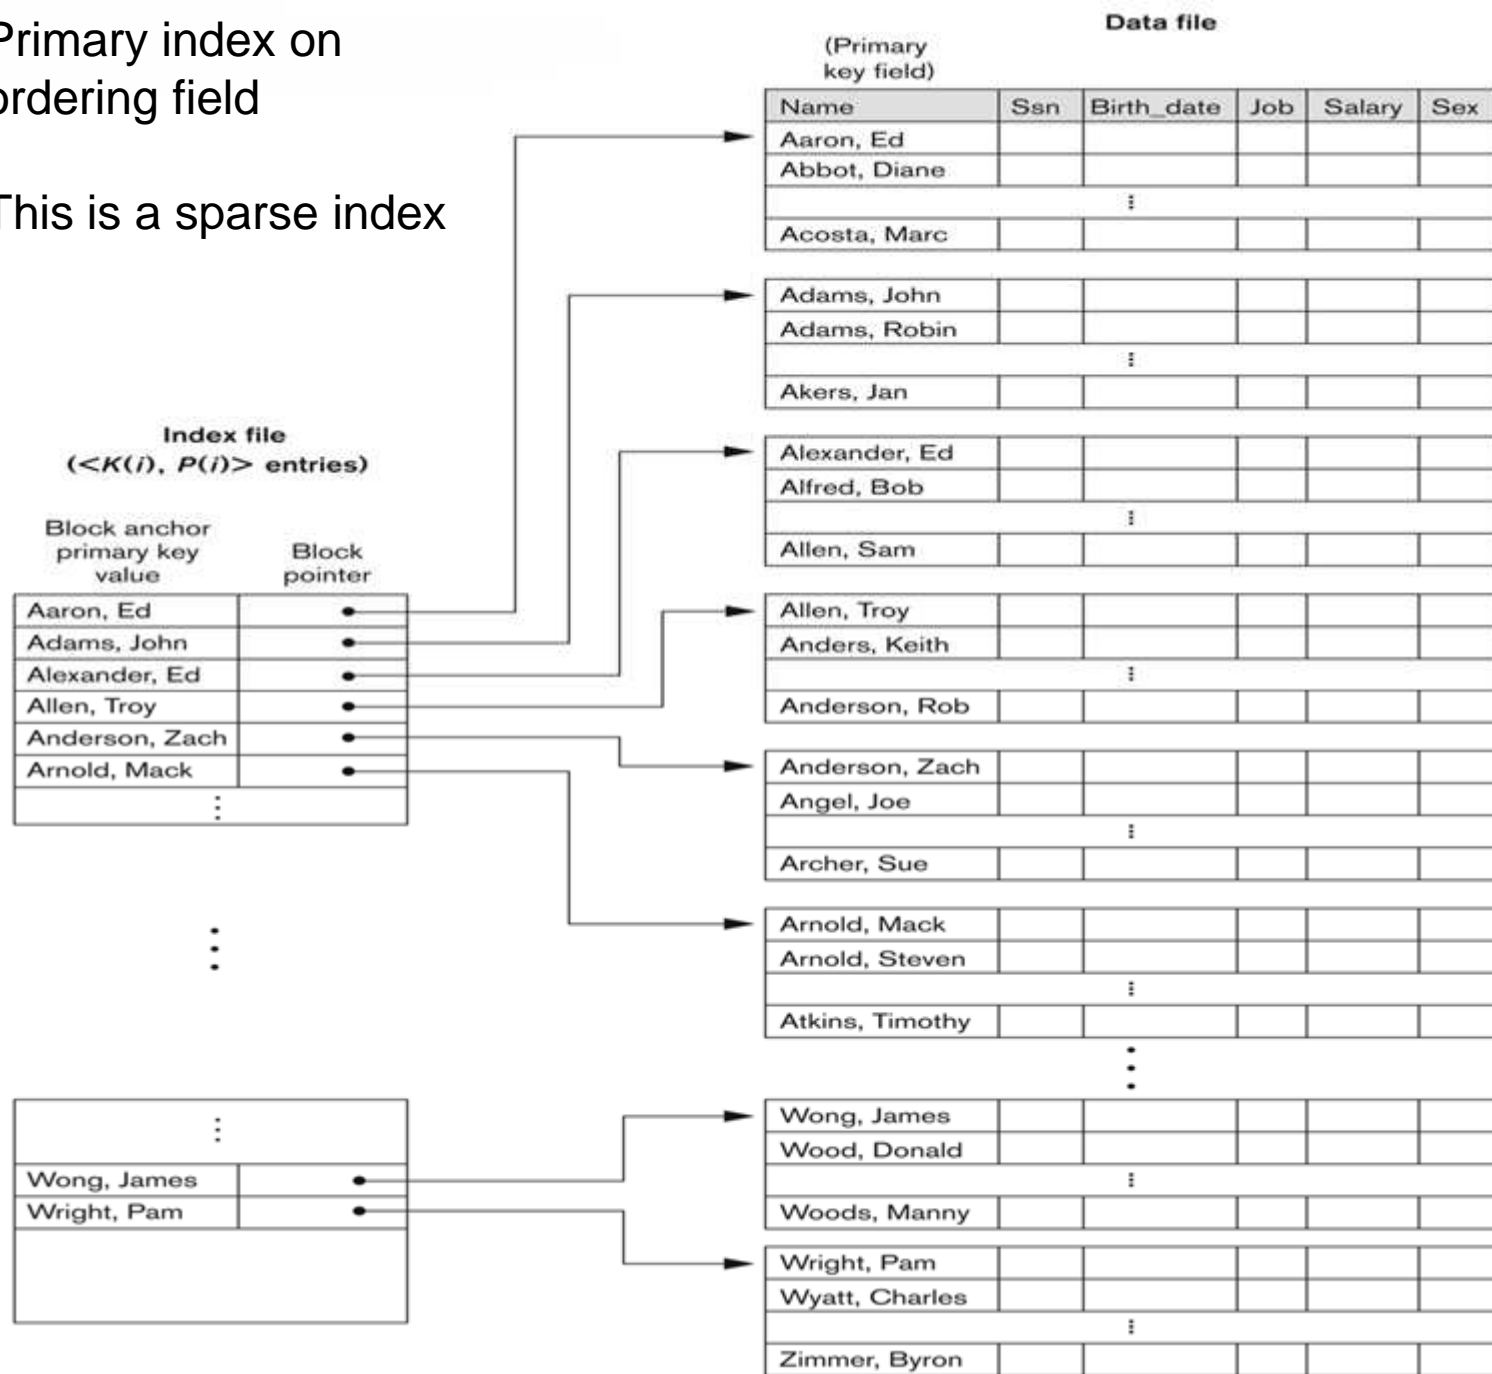 Primary index on
ordering field
This is a sparse index
Data file
(Primary
key field)
Name Ssn Birth_date Job Salary Sex
Aaron, Ed
Abbot, Diane
⋮
Acosta, Marc
Adams, John
Adams, Robin
⋮
Akers, Jan
Alexander, Ed
Alfred, Bob
⋮
Allen, Sam
Allen, Troy
Anders, Keith
⋮
Anderson, Rob
Anderson, Zach
Angel, Joe
⋮
Archer, Sue
Arnold, Mack
Arnold, Steven
⋮
Atkins, Timothy
⋮
Wong, James
Wood, Donald
⋮
Woods, Manny
Wright, Pam
Wyatt, Charles
⋮
Zimmer, Byron
Index file
(<K(i), P(i)> entries)
Block anchor
primary key
value
Block
pointer
Aaron, Ed
Adams, John
Alexander, Ed
Allen, Troy
Anderson, Zach
Arnold, Mack
⋮
⋮
⋮
Wong, James
Wright, Pam